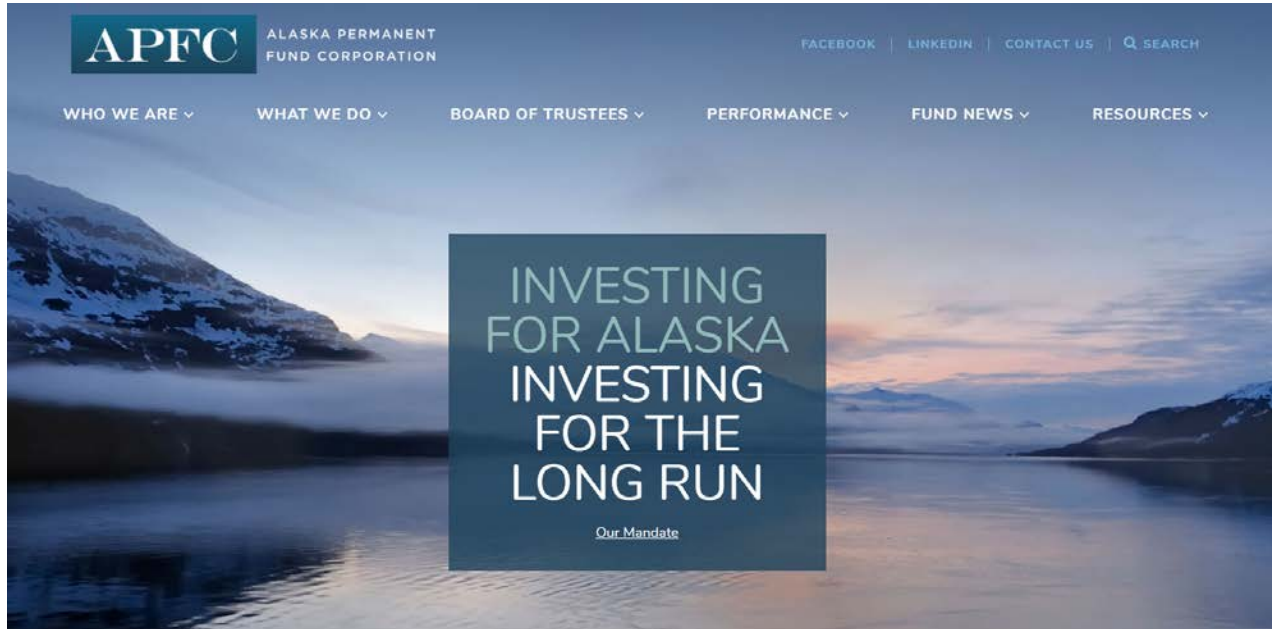 APFC
ALASKA PERMANENT
FUND CORPORATION
FACEBOOK | LINKEDIN | CONTACT US | SEARCH
WHO WE ARE
WHAT WE DO
BOARD OF TRUSTEES
PERFORMANCE
FUND NEWS
RESOURCES
INVESTING
FOR ALASKA
INVESTING
FOR THE
LONG RUN
Our Mandate